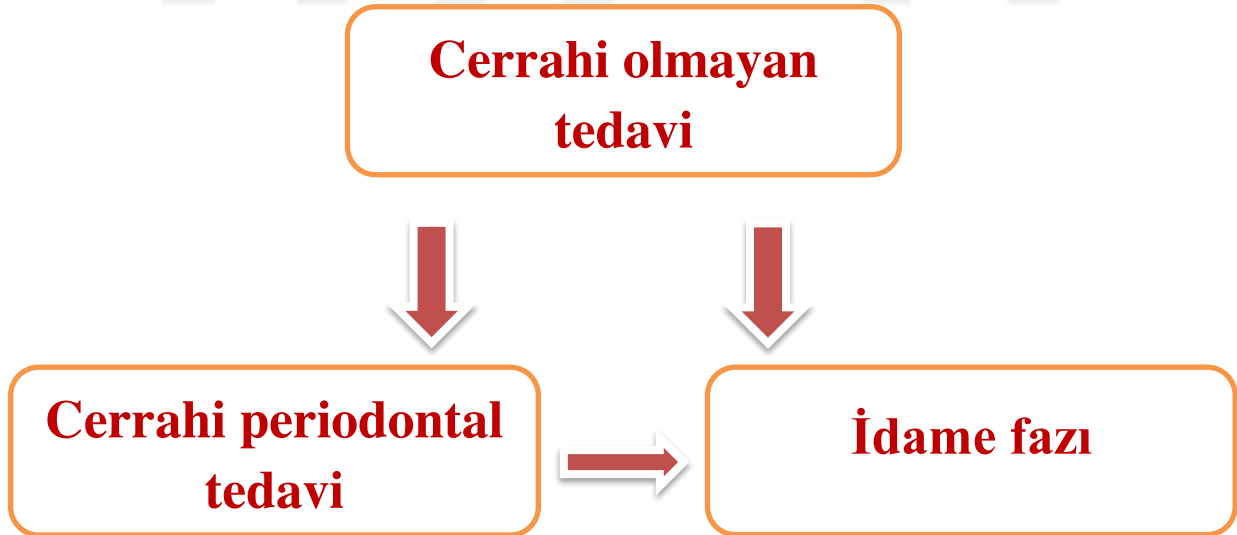 Cerrahi olmayan
tedavi
Cerrahi periodontal
tedavi
İdame fazı